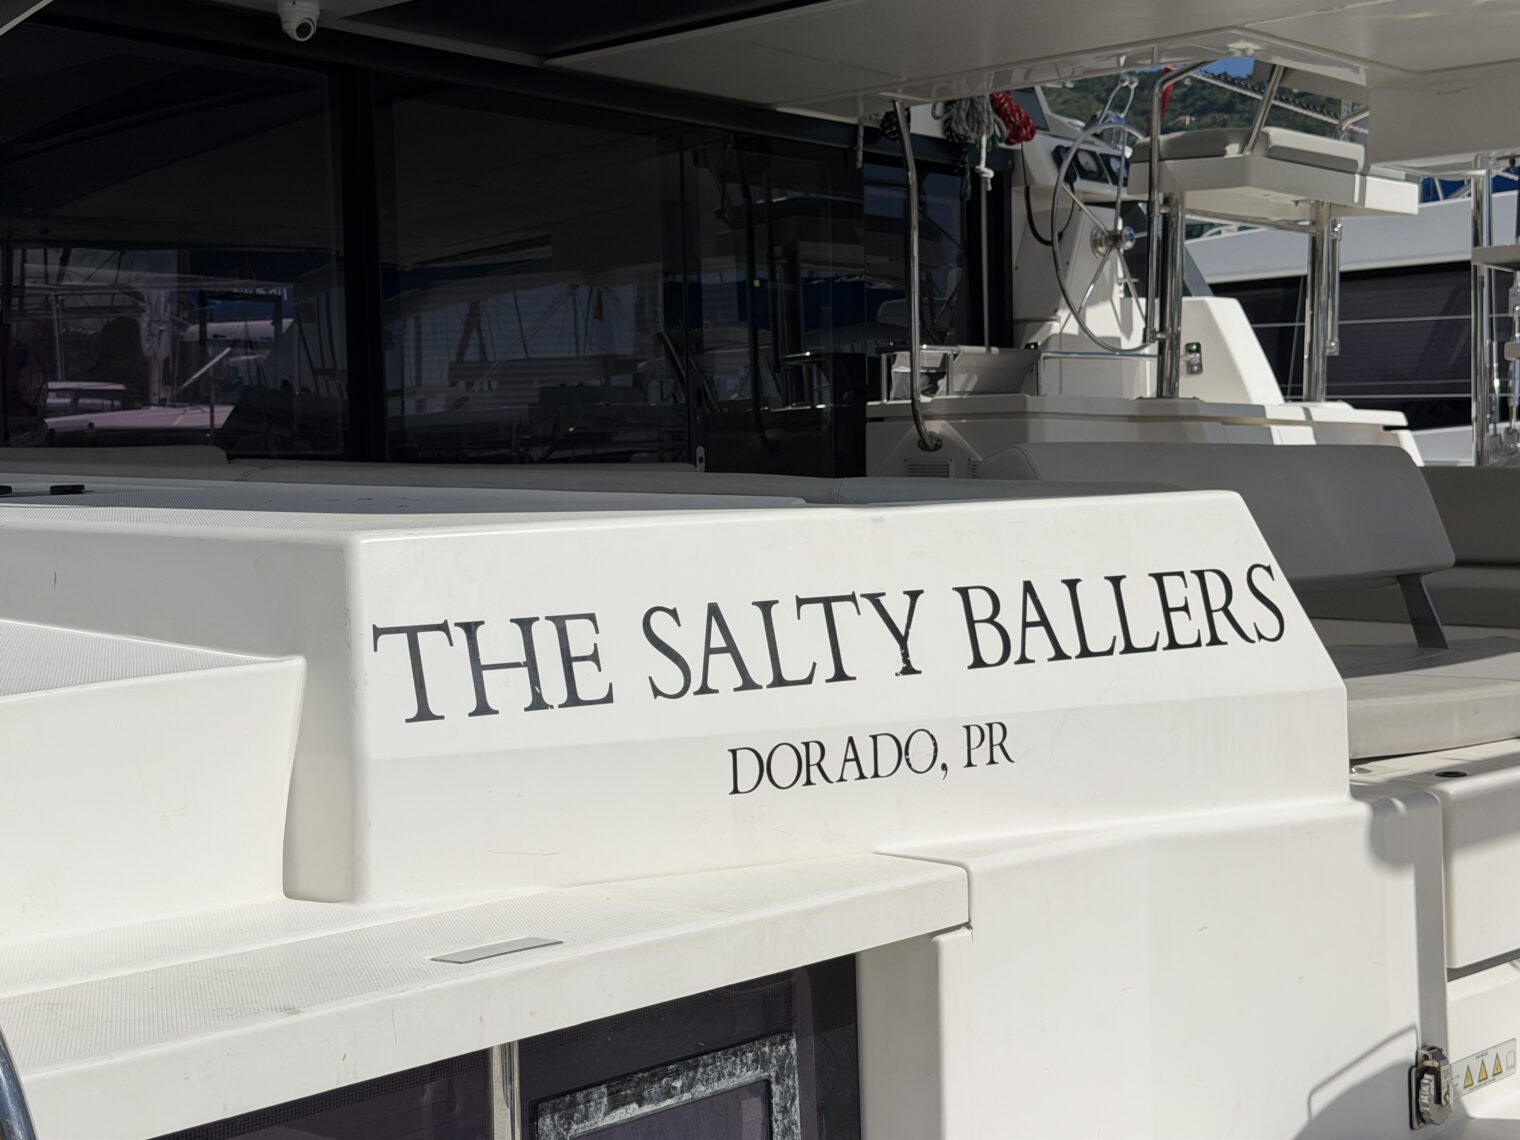 THE SALTY BALLERS
DORADO, PR